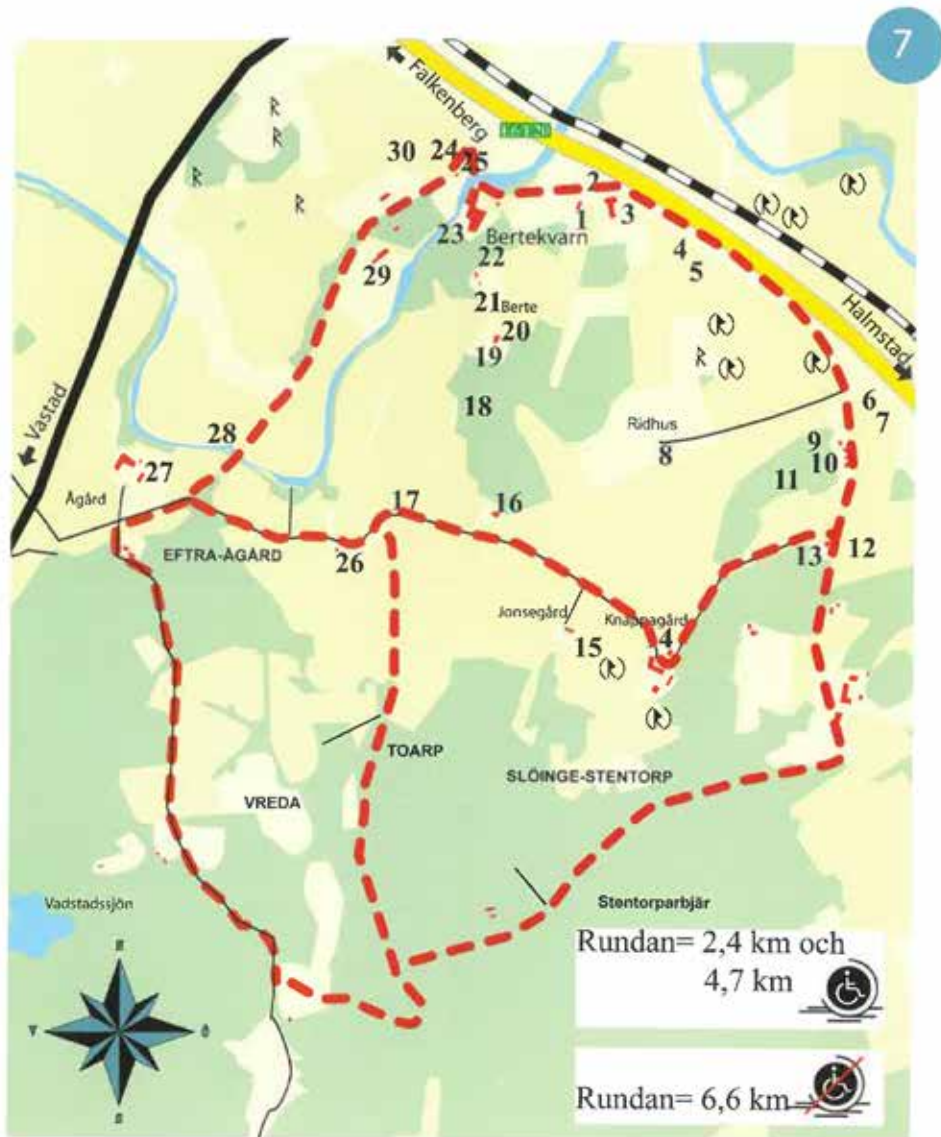 7
Falkenberg
E6/E20
30
24
25
2
1
3
23
Bertekvarn
4
5
22
29
21 Berte
20
19
Halmstad
18
6
7
Vastad
28
Ridhus
8
9
10
11
27
Ågård
17
16
EFTRA-ÅGÅRD
26
13
12
Jonsegård
Knappagård
4
15
TOARP
SLÖINGE-STENTORP
VREDA
Vadstadssjön
Stentorparbjär
N
V
Ö
S
Rundan= 2,4 km och
4,7 km
Rundan= 6,6 km